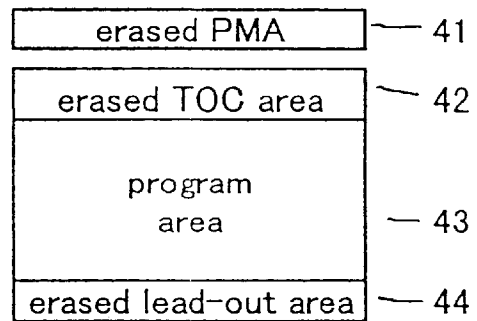 erased PMA 41
erased TOC area 42
program
area 43
erased lead-out area 44